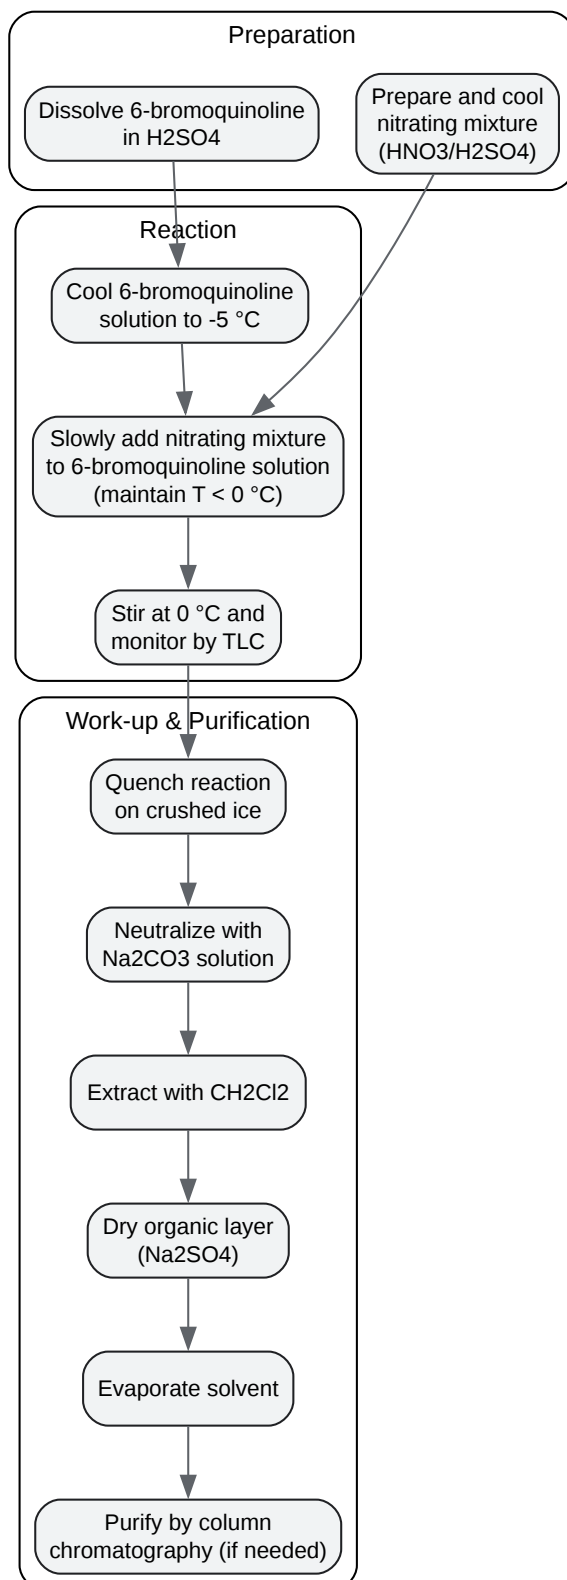 Preparation
Dissolve 6-bromoquinoline
in H2SO4
Prepare and cool
nitrating mixture
(HNO3/H2SO4)
Reaction
Cool 6-bromoquinoline
solution to -5 °C
Slowly add nitrating mixture
to 6-bromoquinoline solution
(maintain T < 0 °C)
Stir at 0 °C and
monitor by TLC
Work-up & Purification
Quench reaction
on crushed ice
Neutralize with
Na2CO3 solution
Extract with CH2Cl2
Dry organic layer
(Na2SO4)
Evaporate solvent
Purify by column
chromatography (if needed)